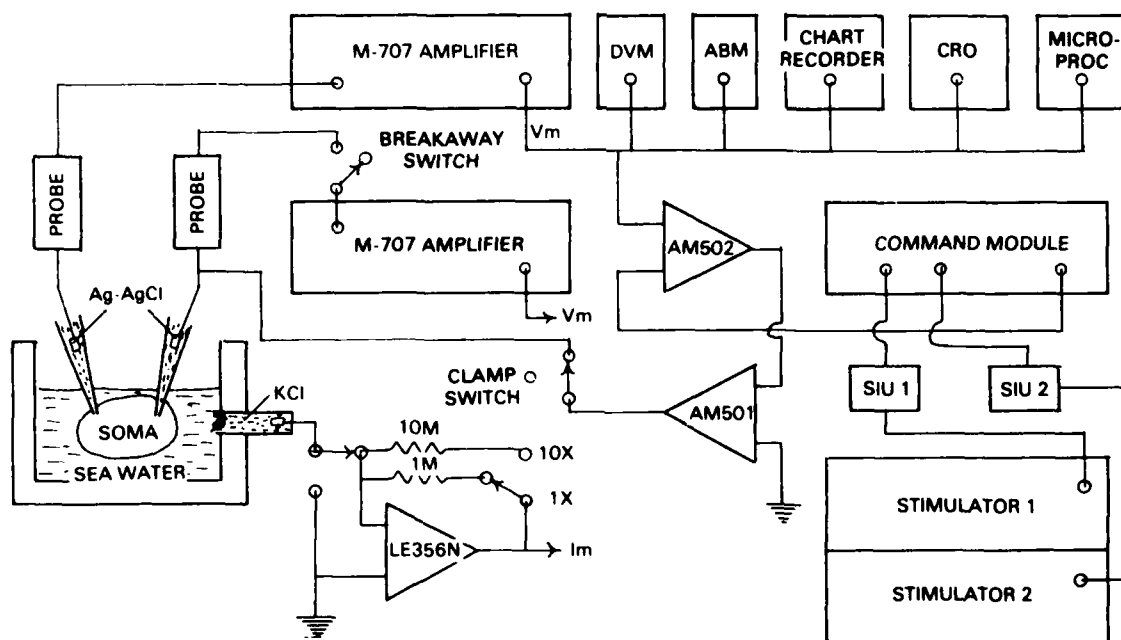 M-707 AMPLIFIER
DVM
ABM
CHART
RECORDER
CRO
MICRO-
PROC
Vm
BREAKAWAY
SWITCH
PROBE
PROBE
M-707 AMPLIFIER
AM502
COMMAND MODULE
Ag-AgCl
Vm
CLAMP
SWITCH
AM501
SIU 1
SIU 2
KCl
SOMA
SEA WATER
10M
10X
1M
1X
LE356N
Im
STIMULATOR 1
STIMULATOR 2